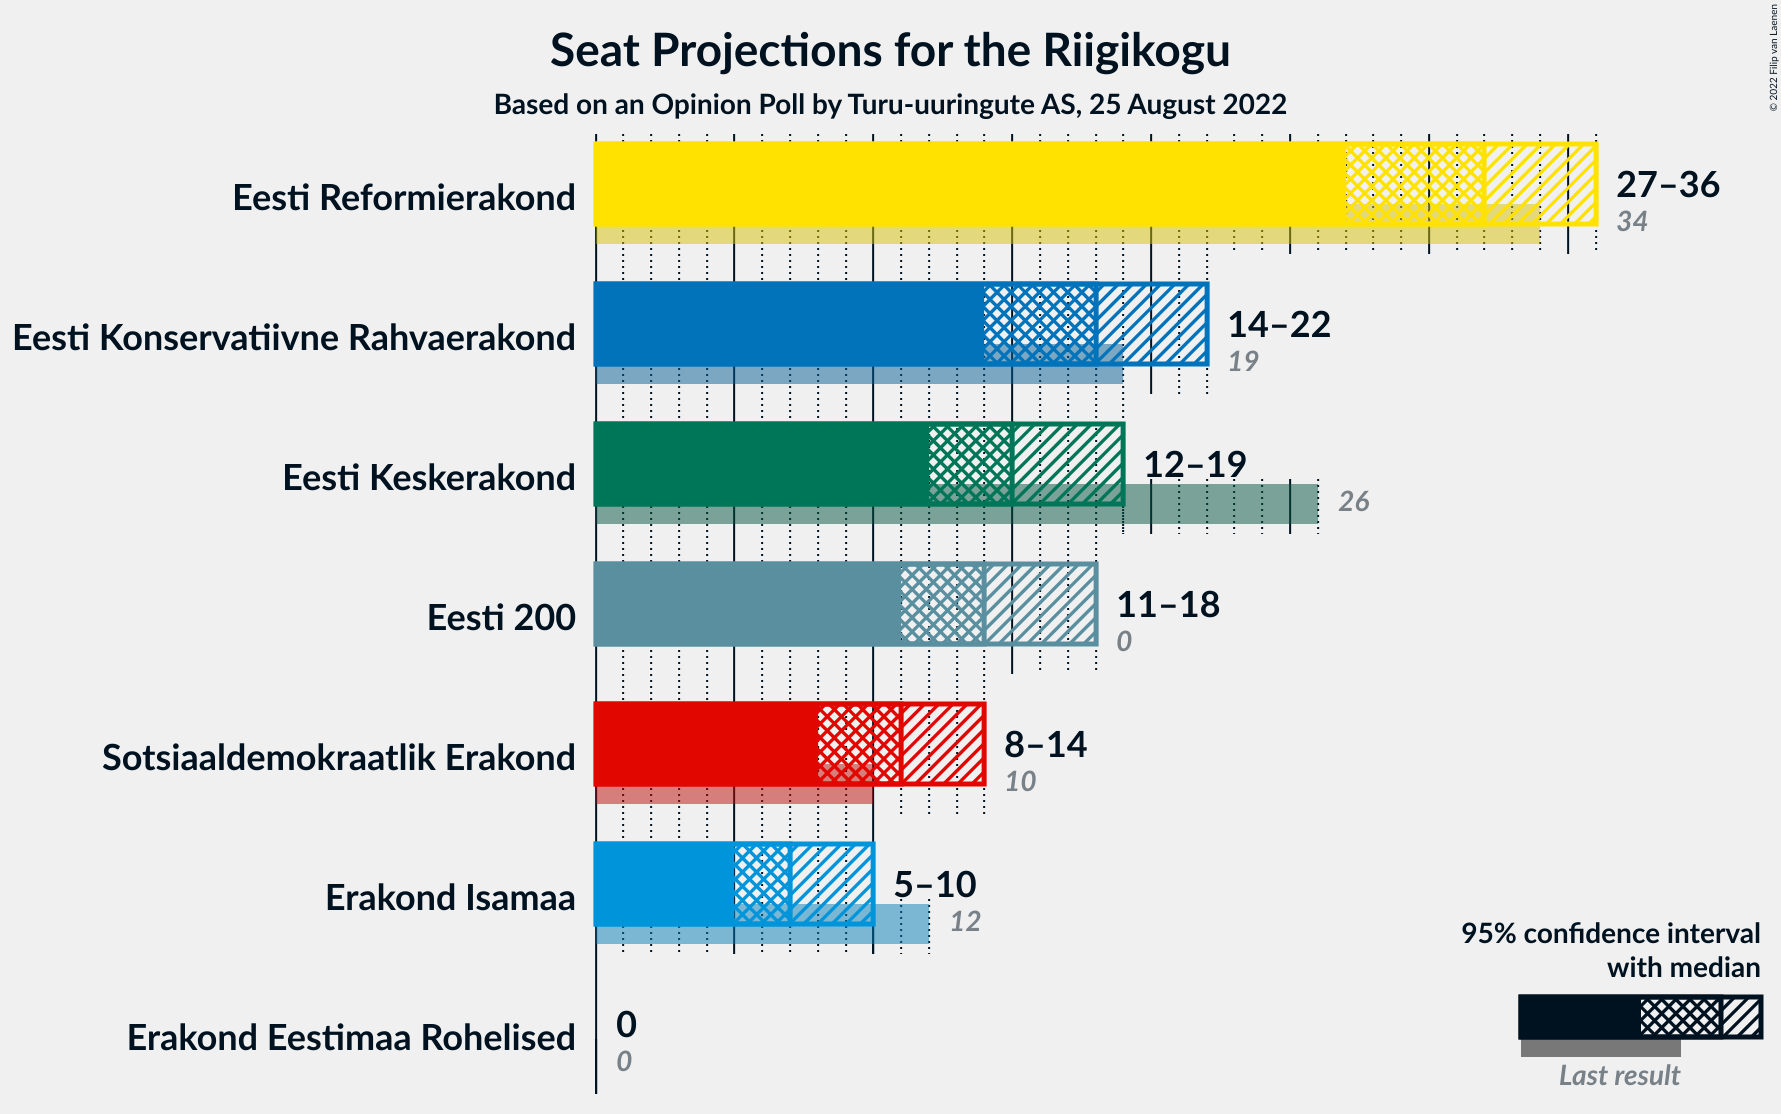 Seat Projections for the Riigikogu
Based on an Opinion Poll by Turu-uuringute AS, 25 August 2022
© 2022 Filip van Laenen
Eesti Reformierakond
27–36
34
Eesti Konservatiivne Rahvaerakond
14–22
19
Eesti Keskerakond
12–19
26
Eesti 200
11–18
0
Sotsiaaldemokraatlik Erakond
8–14
10
Erakond Isamaa
5–10
12
Erakond Eestimaa Rohelised
0
0
95% confidence interval
with median
Last result